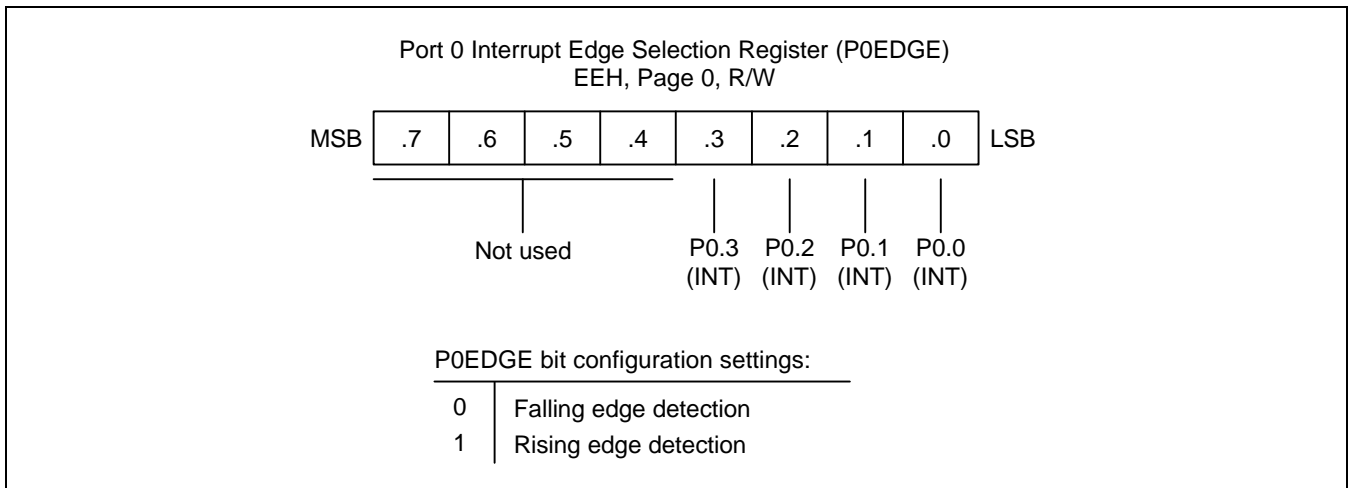 Port 0 Interrupt Edge Selection Register (P0EDGE)
EEH, Page 0, R/W
MSB .7 .6 .5 .4 .3 .2 .1 .0 LSB
Not used P0.3 P0.2 P0.1 P0.0
(INT) (INT) (INT) (INT)
P0EDGE bit configuration settings:
0 Falling edge detection
1 Rising edge detection